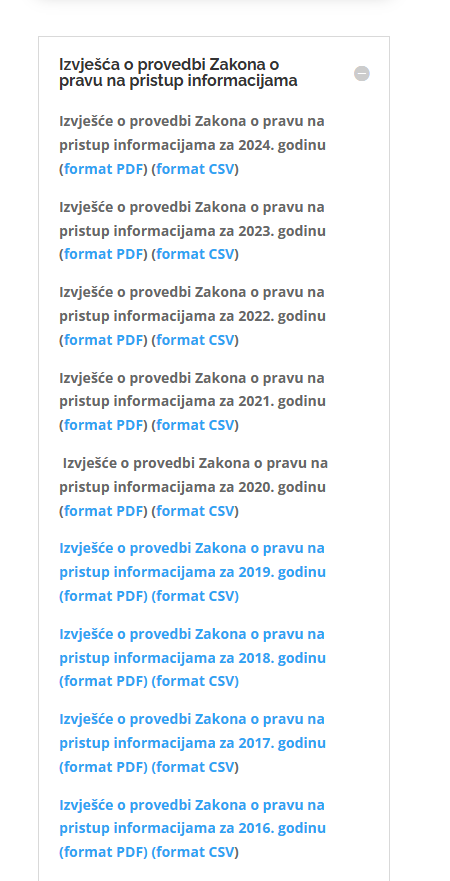 Izvješća o provedbi Zakona o
pravu na pristup informacijama
Izvješće o provedbi Zakona o pravu na
pristup informacijama za 2024. godinu
(format PDF) (format CSV)
Izvješće o provedbi Zakona o pravu na
pristup informacijama za 2023. godinu
(format PDF) (format CSV)
Izvješće o provedbi Zakona o pravu na
pristup informacijama za 2022. godinu
(format PDF) (format CSV)
Izvješće o provedbi Zakona o pravu na
pristup informacijama za 2021. godinu
(format PDF) (format CSV)
Izvješće o provedbi Zakona o pravu na
pristup informacijama za 2020. godinu
(format PDF) (format CSV)
Izvješće o provedbi Zakona o pravu na
pristup informacijama za 2019. godinu
(format PDF) (format CSV)
Izvješće o provedbi Zakona o pravu na
pristup informacijama za 2018. godinu
(format PDF) (format CSV)
Izvješće o provedbi Zakona o pravu na
pristup informacijama za 2017. godinu
(format PDF) (format CSV)
Izvješće o provedbi Zakona o pravu na
pristup informacijama za 2016. godinu
(format PDF) (format CSV)